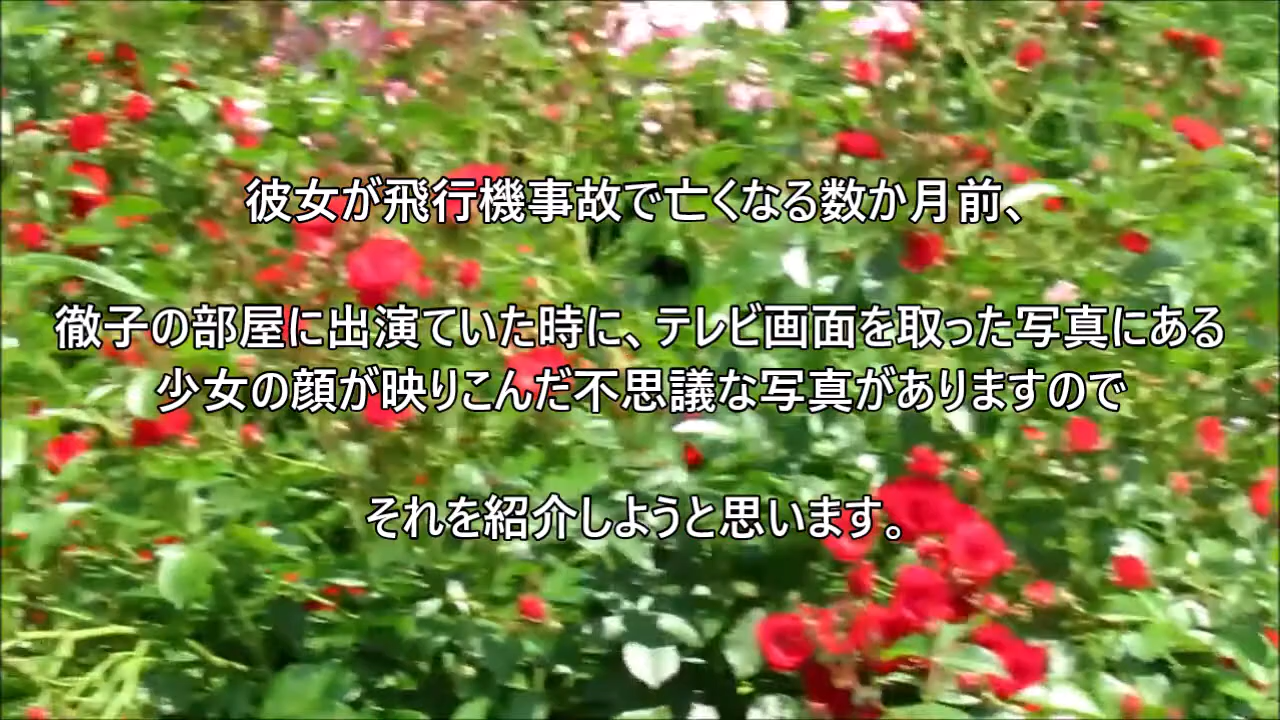 彼女が飛行機事故で亡くなる数か月前、
徹子の部屋に出演ていた時に、テレビ画面を取った写真にある
少女の顔が映りこんだ不思議な写真がありますので
それを紹介しようと思います。